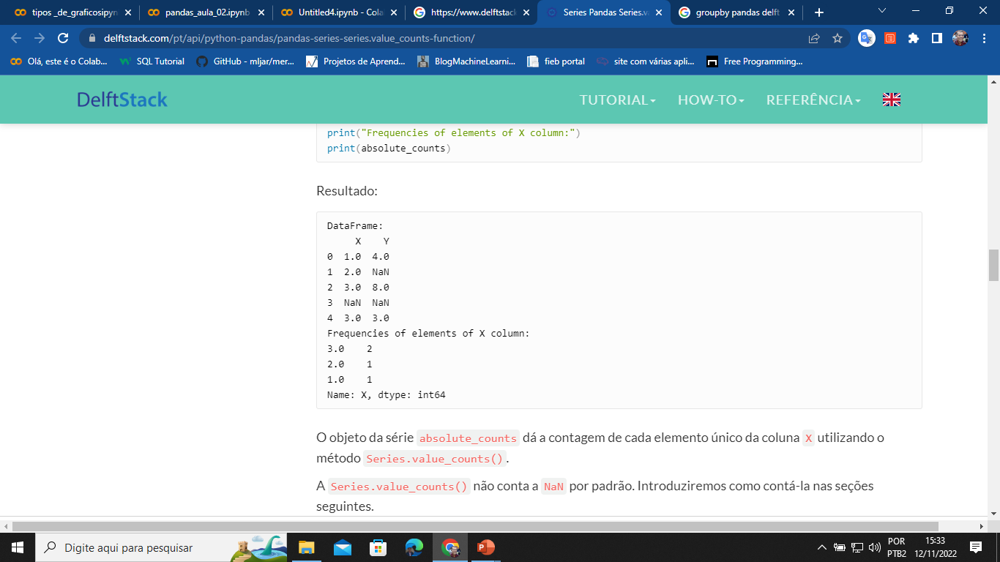 tipos _de_graficosipyn
pandas_aula_02.ipynb
Untitled4.ipynb - Cola
https://www.delftstack
Series Pandas Series.v
groupby pandas delft
delftstack.com/pt/api/python-pandas/pandas-series-series.value_counts-function/
Olá, este é o Colab...
SQL Tutorial
GitHub - mljar/mer...
Projetos de Aprend...
BlogMachineLearni...
fieb portal
site com várias apli...
Free Programming...
DelftStack
TUTORIAL
HOW-TO
REFERÊNCIA
print("Frequencies of elements of X column:")
print(absolute_counts)
Resultado:
DataFrame:
     X    Y
0  1.0  4.0
1  2.0  NaN
2  3.0  8.0
3  NaN  NaN
4  3.0  3.0
Frequencies of elements of X column:
3.0    2
2.0    1
1.0    1
Name: X, dtype: int64
O objeto da série absolute_counts dá a contagem de cada elemento único da coluna X utilizando o
método Series.value_counts().
A Series.value_counts() não conta a NaN por padrão. Introduziremos como contá-la nas seções
seguintes.
Digite aqui para pesquisar
POR
PTB2
15:33
12/11/2022